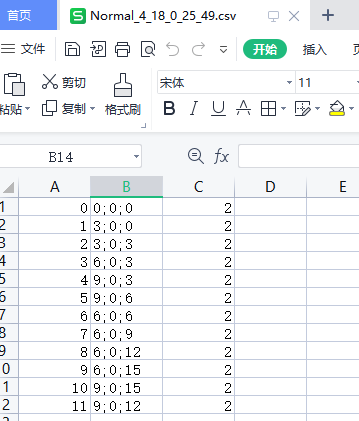 首页 S Normal_4_18_0_25_49.csv +
文件 开始 插入
粘贴 剪切 复制 格式刷 宋体 11 B I U A
B14 fx
A B C D E
1 0 0;0;0 2
2 1 3;0;0 2
3 2 3;0;3 2
4 3 6;0;3 2
5 4 9;0;3 2
6 5 9;0;6 2
7 6 6;0;6 2
8 7 6;0;9 2
9 8 6;0;12 2
0 9 6;0;15 2
1 10 9;0;15 2
2 11 9;0;12 2